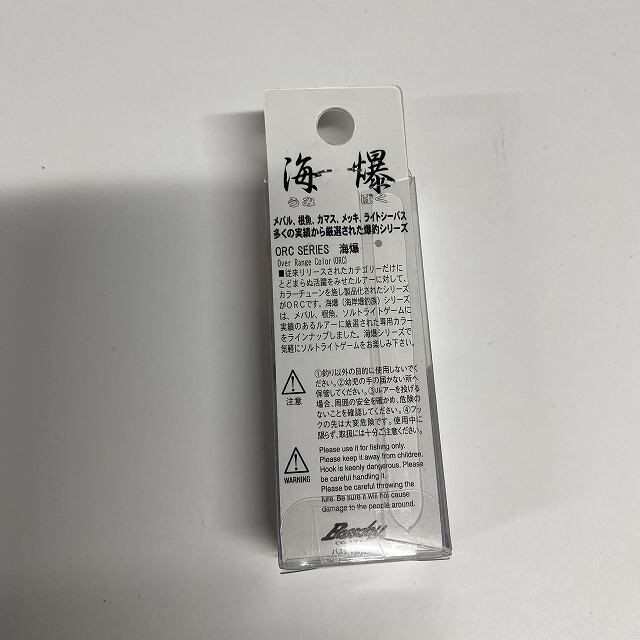 海爆
うみ ばく
メバル、根魚、カマス、メッキ、ライトシーバス
多くの実績から厳選された爆釣シリーズ
ORC SERIES 海爆
Over Range Color(ORC)
■従来リリースされたカテゴリーだけに
とどまらぬ活躍をみせたルアーに対して、
カラーチューンを施し製品化されたシリーズ
がORCです。海爆（海岸爆釣族）シリーズ
は、メバル、根魚、ソルトライトゲームに
実績のあるルアーに厳選された専用カラー
をラインナップしました。海爆シリーズで
気軽にソルトライトゲームをお楽しみ下さい。
注意
①釣り以外の目的に使用しないでく
ださい。②幼児の手の届かない所へ
保管してください。③ルアーを投げる
場合、周囲の安全を確かめ、危険の
ないことを確認してください。④フッ
クの先は大変危険です。使用中に
限らず、取扱には十分ご注意ください。
WARNING
Please use it for fishing only.
Please keep it away from children.
Hook is keenly dangerous. Please
be careful handling it.
Please be careful throwing the
lure. Be sure it will not cause
damage to the people around.
Bassday